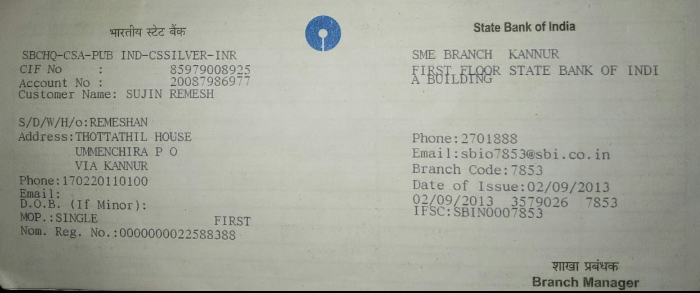 भारतीय स्टेट बैंक
State Bank of India
SBCHQ-CSA-PUB IND-CSSILVER-INR
CIF No : 85979008925
Account No : 20087986977
Customer Name: SUJIN REMESH
S/D/W/H/o:REMESHAN
Address:THOTTATHIL HOUSE
UMMENCHIRA P O
VIA KANNUR
Phone:170220110100
Email:
D.O.B. (If Minor):
MOP.:SINGLE FIRST
Nom. Reg. No.:0000000022588388
SME BRANCH KANNUR
FIRST FLOOR STATE BANK OF INDI
A BUILDING
Phone:2701888
Email:sbio7853@sbi.co.in
Branch Code:7853
Date of Issue:02/09/2013
02/09/2013 3579026 7853
IFSC:SBIN0007853
शाखा प्रबंधक
Branch Manager